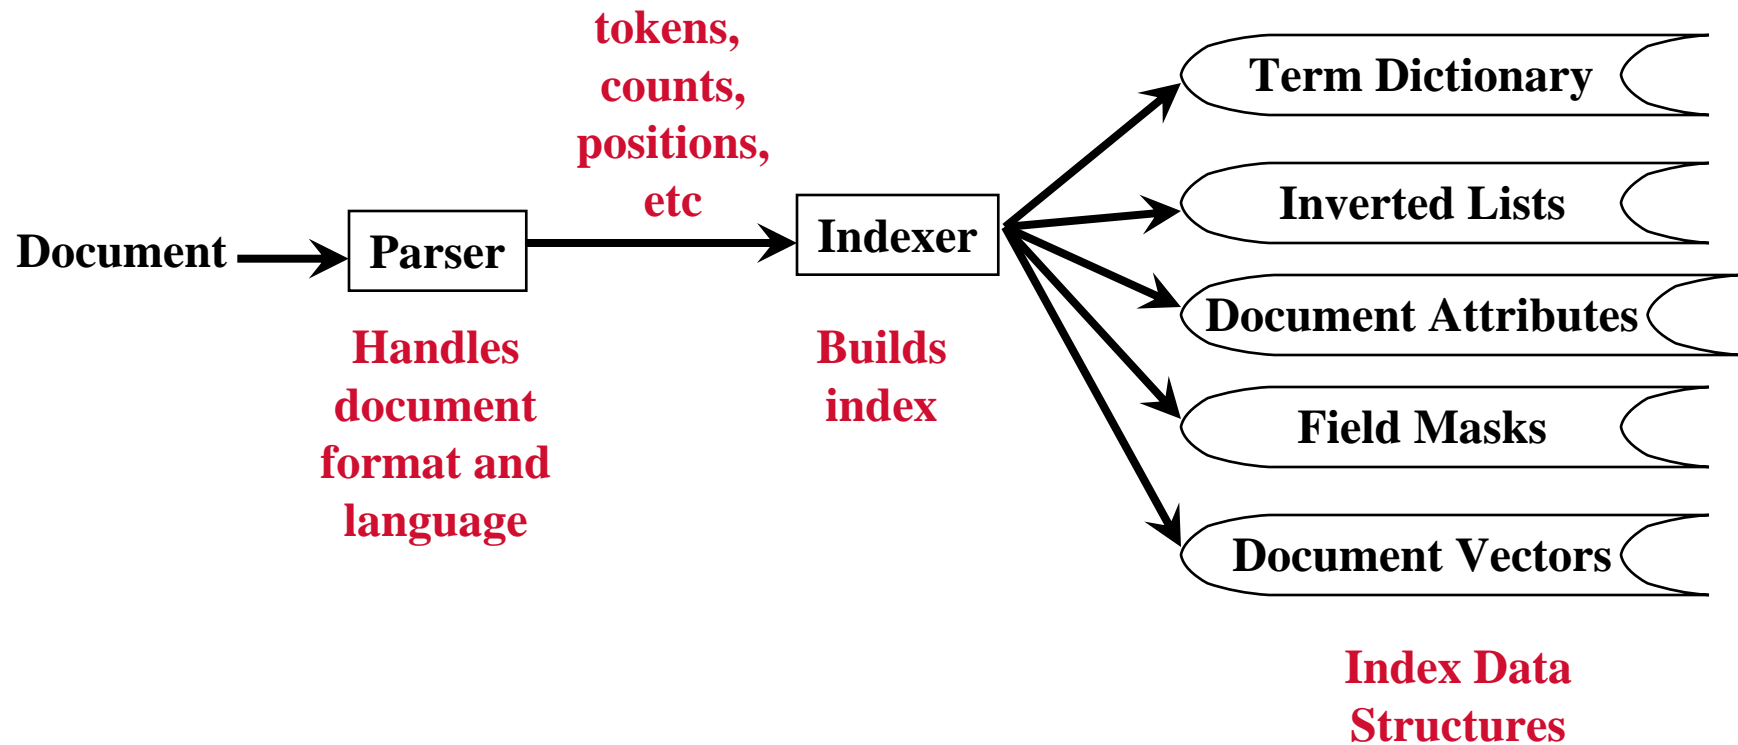 tokens,
counts,
positions,
etc
Document
Parser
Indexer
Handles
document
format and
language
Builds
index
Term Dictionary
Inverted Lists
Document Attributes
Field Masks
Document Vectors
Index Data
Structures